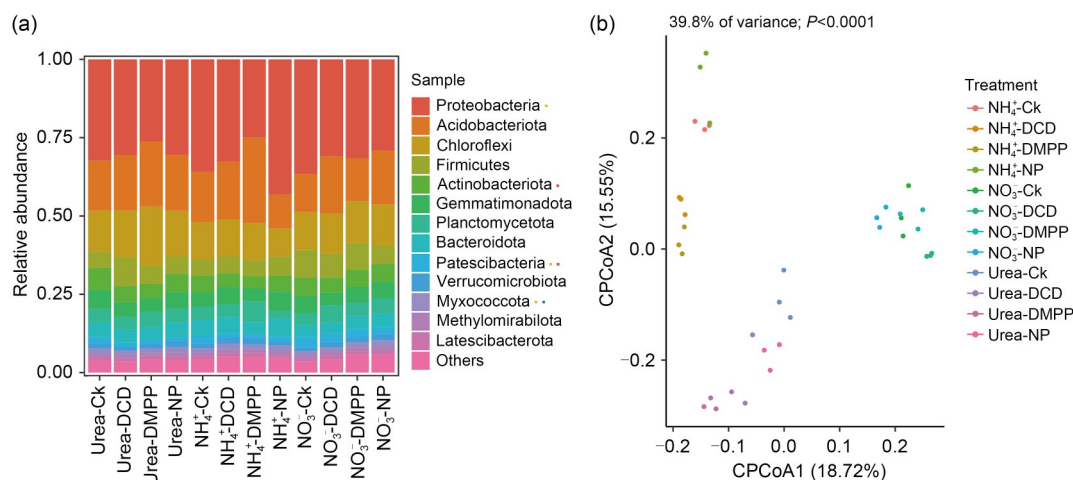 (a)
Relative abundance
1.00
0.75
0.50
0.25
0.00
Urea-Ck
Urea-DCD
Urea-DMPP
Urea-NP
NH₄⁺-Ck
NH₄⁺-DCD
NH₄⁺-DMPP
NH₄⁺-NP
NO₃⁻-Ck
NO₃⁻-DCD
NO₃⁻-DMPP
NO₃⁻-NP
Sample
Proteobacteria
Acidobacteriota
Chloroflexi
Firmicutes
Actinobacteriota
Gemmatimonadota
Planctomycetota
Bacteroidota
Patescibacteria
Verrucomicrobiota
Myxococcota
Methylomirabilota
Latescibacterota
Others
(b)
39.8% of variance; P<0.0001
CPCoA2 (15.55%)
0.2
0.0
−0.2
−0.2
−0.1
0.0
0.1
0.2
CPCoA1 (18.72%)
Treatment
NH₄⁺-Ck
NH₄⁺-DCD
NH₄⁺-DMPP
NH₄⁺-NP
NO₃⁻-Ck
NO₃⁻-DCD
NO₃⁻-DMPP
NO₃⁻-NP
Urea-Ck
Urea-DCD
Urea-DMPP
Urea-NP